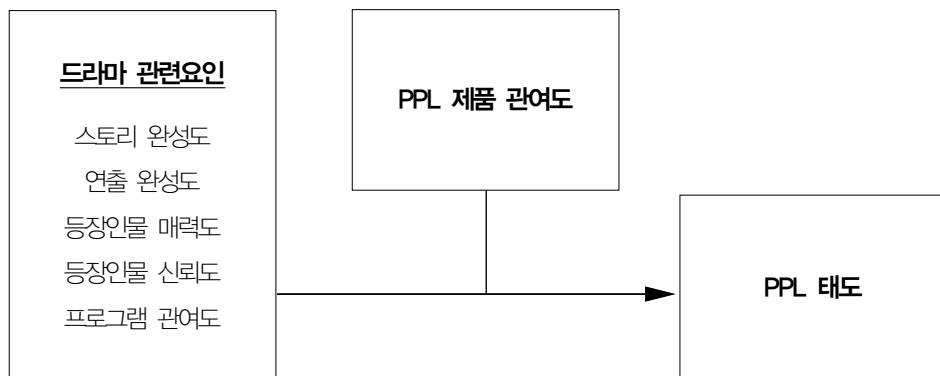 드라마 관련요인
스토리 완성도
연출 완성도
등장인물 매력도
등장인물 신뢰도
프로그램 관여도
PPL 제품 관여도
PPL 태도